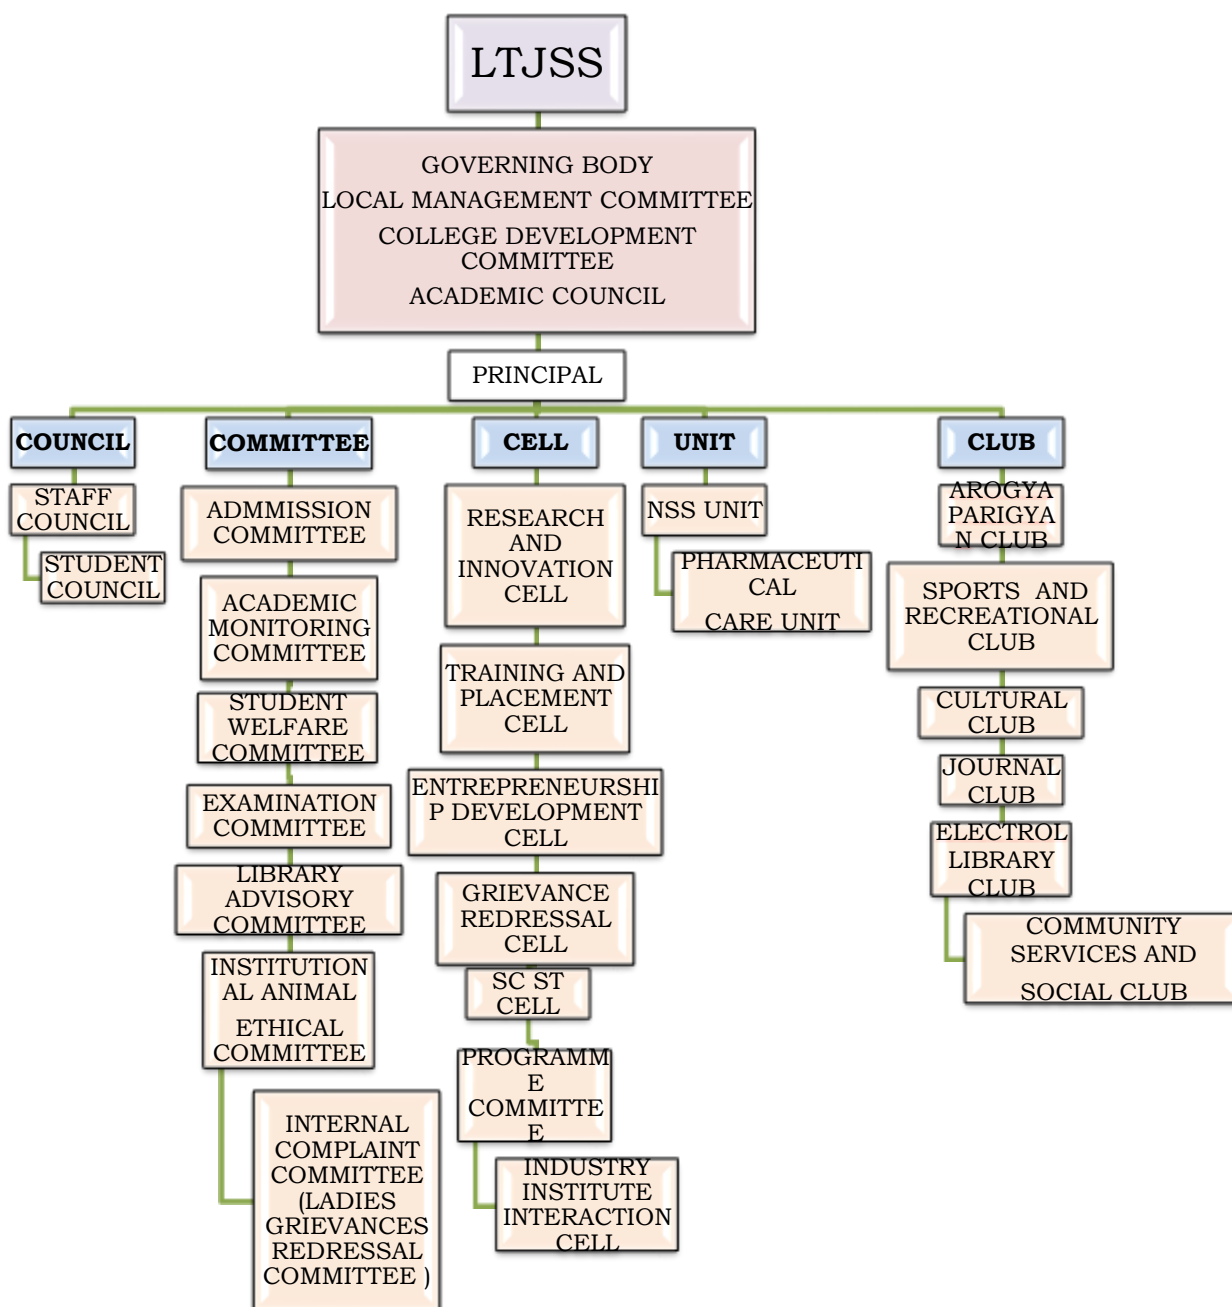 LTJSS
GOVERNING BODY
LOCAL MANAGEMENT COMMITTEE
COLLEGE DEVELOPMENT
COMMITTEE
ACADEMIC COUNCIL
PRINCIPAL
COUNCIL
STAFF
COUNCIL
STUDENT
COUNCIL
COMMITTEE
ADMMISSION
COMMITTEE
ACADEMIC
MONITORING
COMMITTEE
STUDENT
WELFARE
COMMITTEE
EXAMINATION
COMMITTEE
LIBRARY
ADVISORY
COMMITTEE
INSTITUTION
AL ANIMAL
ETHICAL
COMMITTEE
INTERNAL
COMPLAINT
COMMITTEE
(LADIES
GRIEVANCES
REDRESSAL
COMMITTEE )
CELL
RESEARCH
AND
INNOVATION
CELL
TRAINING AND
PLACEMENT
CELL
ENTREPRENEURSHI
P DEVELOPMENT
CELL
GRIEVANCE
REDRESSAL
CELL
SC ST
CELL
PROGRAMM
E
COMMITTE
E
INDUSTRY
INSTITUTE
INTERACTION
CELL
UNIT
NSS UNIT
PHARMACEUTI
CAL
CARE UNIT
CLUB
AROGYA
PARIGYA
N CLUB
SPORTS AND
RECREATIONAL
CLUB
CULTURAL
CLUB
JOURNAL
CLUB
ELECTROL
LIBRARY
CLUB
COMMUNITY
SERVICES AND
SOCIAL CLUB